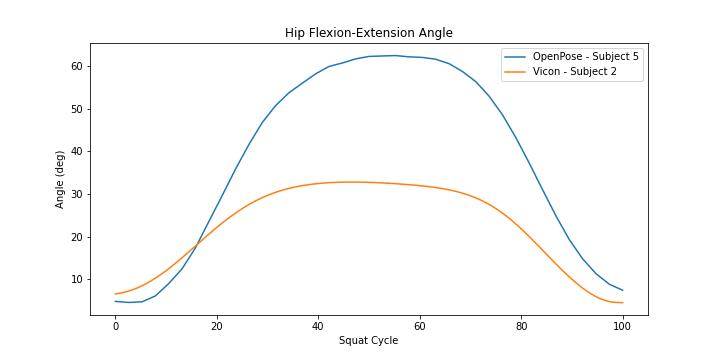 Hip Flexion-Extension Angle
OpenPose - Subject 5
Vicon - Subject 2
Angle (deg)
60
50
40
30
20
10
0 20 40 60 80 100
Squat Cycle